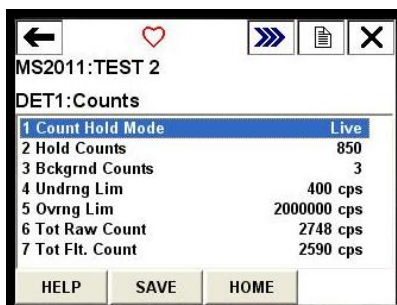 MS2011:TEST 2
DET1:Counts
1 Count Hold Mode Live
2 Hold Counts 850
3 Bckgrnd Counts 3
4 Undrng Lim 400 cps
5 Ovrng Lim 2000000 cps
6 Tot Raw Count 2748 cps
7 Tot Flt. Count 2590 cps
HELP SAVE HOME